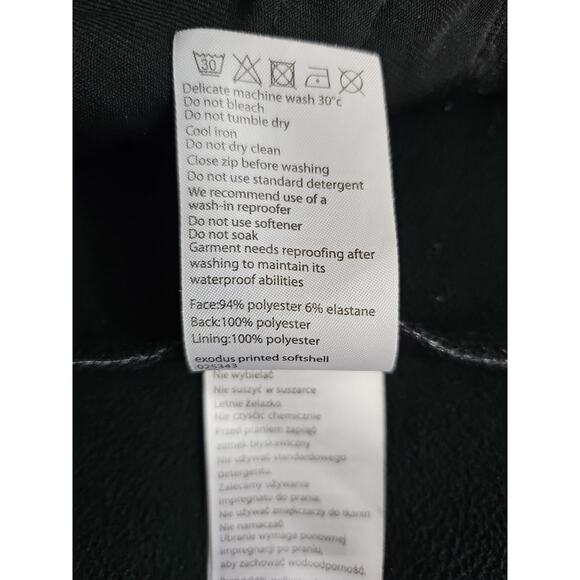 30
Delicate machine wash 30°c
Do not bleach
Do not tumble dry
Cool iron
Do not dry clean
Close zip before washing
Do not use standard detergent
We recommend use of a
wash-in reproofer
Do not use softener
Do not soak
Garment needs reproofing after
washing to maintain its
waterproof abilities
Face:94% polyester 6% elastane
Back:100% polyester
Lining:100% polyester
exodus printed softshell
025343
Nie wybielać
Nie suszyć w suszarce
Letnie żelazko
Nie czyścić chemicznie
Przed praniem zapiąć
zamek błyskawiczny
Nie używać standardowego
detergentu
Zalecamy używanie
impregnatu do prania
Nie używać zmiękczaczy do tkanin
Nie namaczać
Ubranie wymaga ponownej
impregnacji po praniu,
aby zachować wodoodporność.